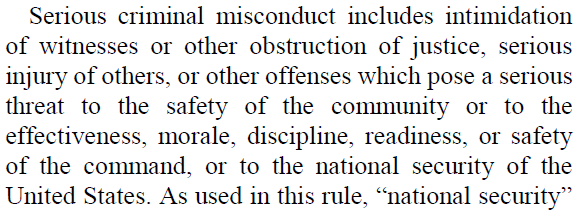 Serious criminal misconduct includes intimidation
of witnesses or other obstruction of justice, serious
injury of others, or other offenses which pose a serious
threat to the safety of the community or to the
effectiveness, morale, discipline, readiness, or safety
of the command, or to the national security of the
United States. As used in this rule, “national security”